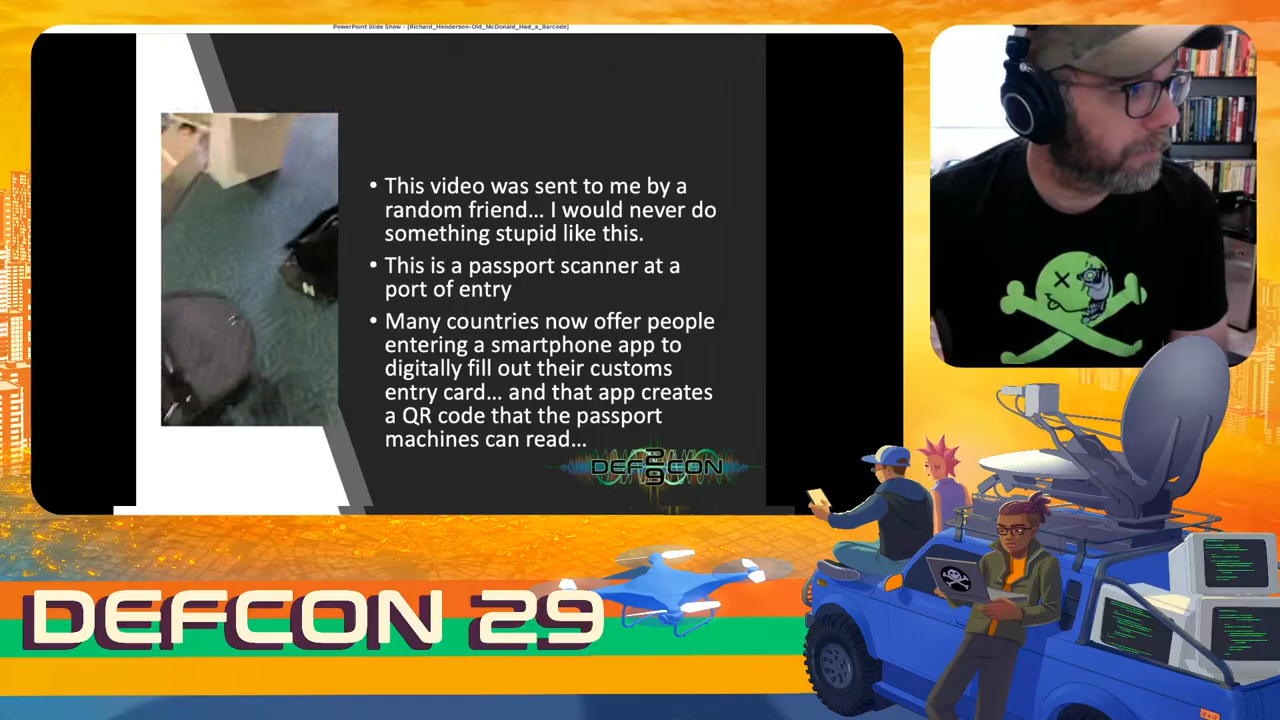 PowerPoint Slide Show - [Richard_Henderson-Old_McDonald_Had_a_Barcode]
• This video was sent to me by a
random friend... I would never do
something stupid like this.
• This is a passport scanner at a
port of entry
• Many countries now offer people
entering a smartphone app to
digitally fill out their customs
entry card... and that app creates
a QR code that the passport
machines can read...
DEF CON
29
DEFCON 29